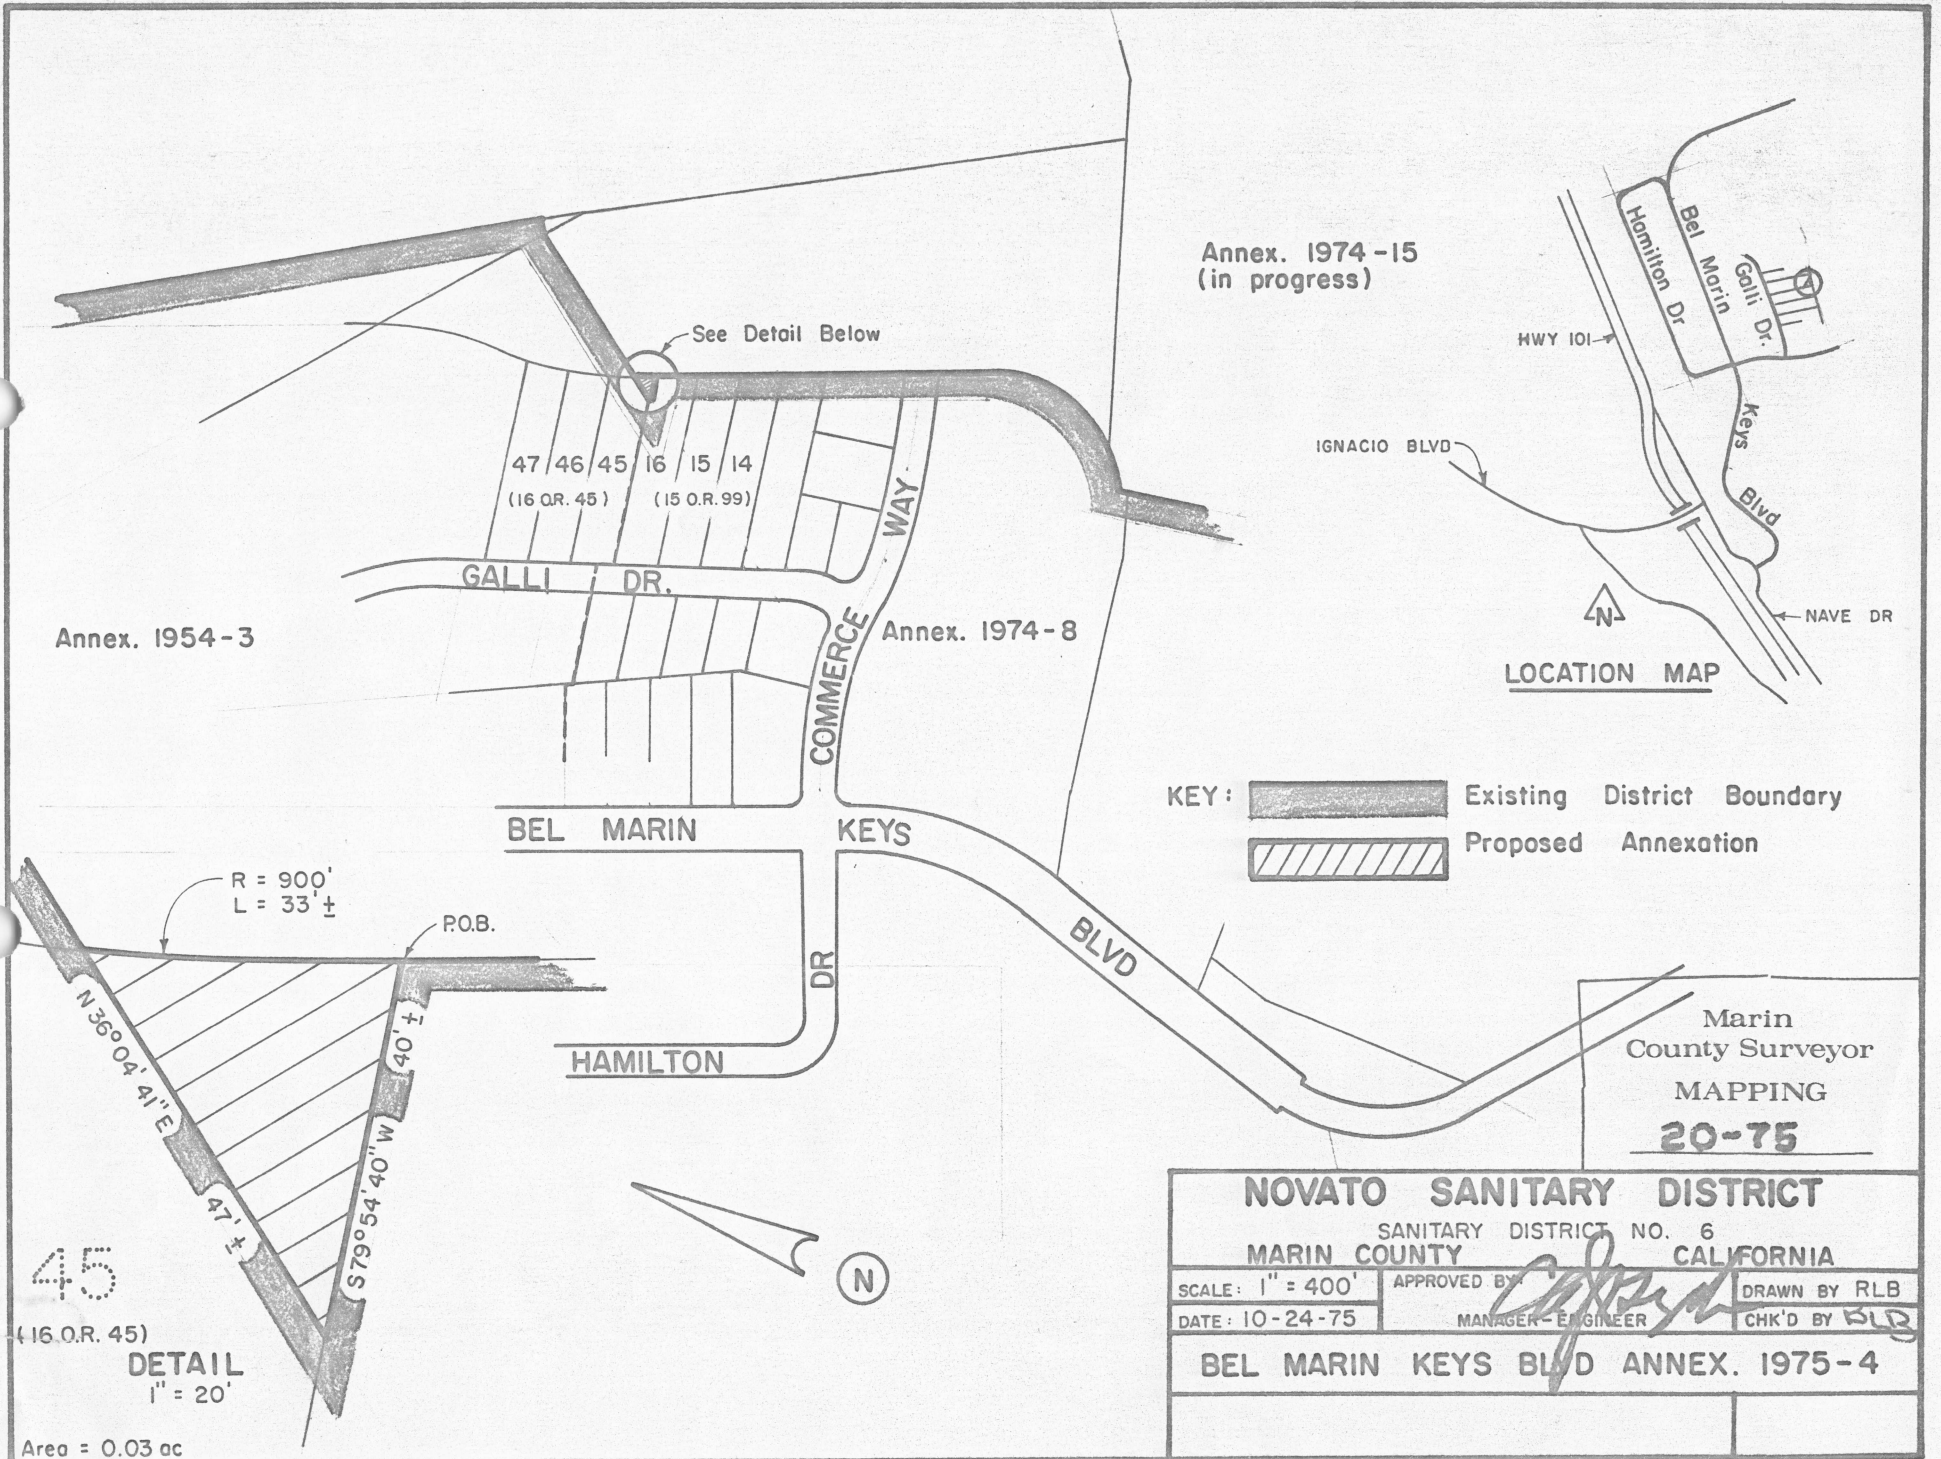 Annex. 1974-15
(in progress)
See Detail Below
47 46 45 16 15 14
(16 O.R. 45) (15 O.R. 99)
GALLI DR.
COMMERCE WAY
Annex. 1954-3
Annex. 1974-8
BEL MARIN KEYS BLVD
HAMILTON DR
Hamilton Dr
Bel Marin Keys Blvd
Galli Dr.
HWY 101
IGNACIO BLVD
N
NAVE DR
LOCATION MAP
KEY:
Existing District Boundary
Proposed Annexation
R = 900'
L = 33'±
P.O.B.
N 36°04' 41" E
47' ±
40' ±
S79°54'40"W
45
(16 O.R. 45)
DETAIL
1" = 20'
Area = 0.03 ac
N
Marin
County Surveyor
MAPPING
20-75
NOVATO SANITARY DISTRICT
SANITARY DISTRICT NO. 6
MARIN COUNTY CALIFORNIA
SCALE: 1" = 400'
APPROVED BY:
DRAWN BY RLB
DATE: 10-24-75
MANAGER-ENGINEER
CHK'D BY RLB
BEL MARIN KEYS BLVD ANNEX. 1975-4